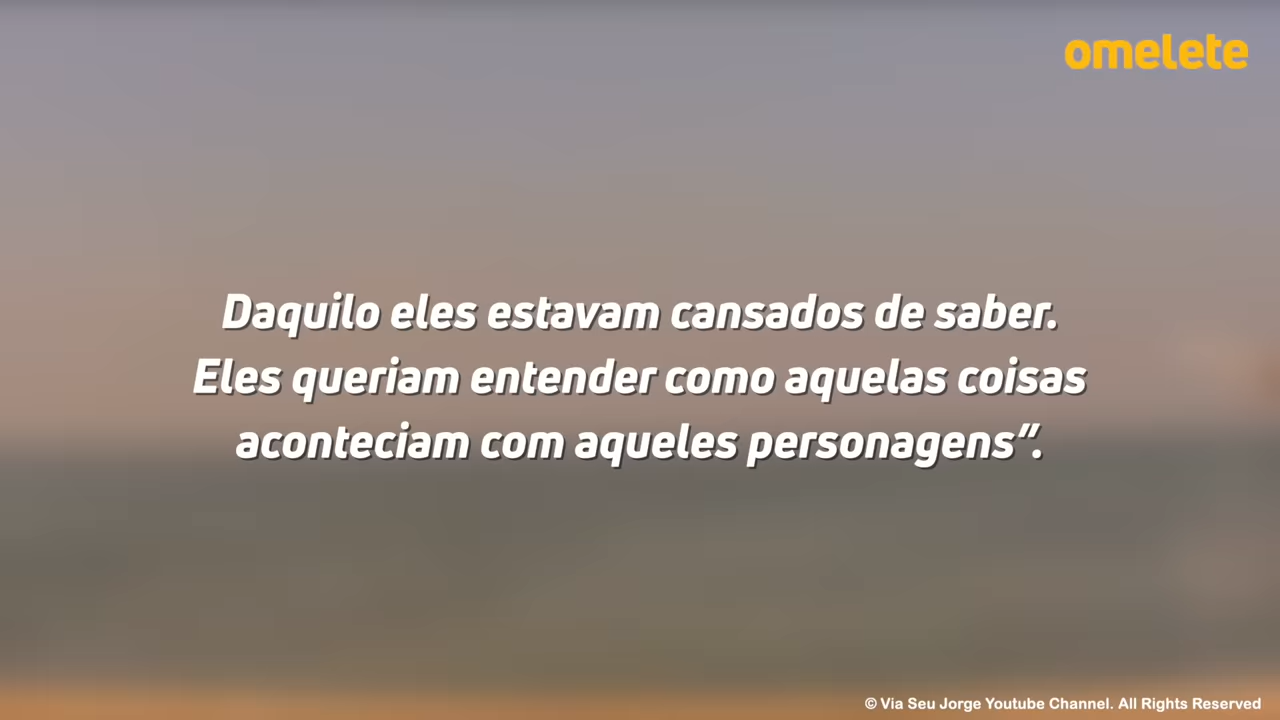 omelete
Daquilo eles estavam cansados de saber.
Eles queriam entender como aquelas coisas
aconteciam com aqueles personagens”.
© Via Seu Jorge Youtube Channel. All Rights Reserved